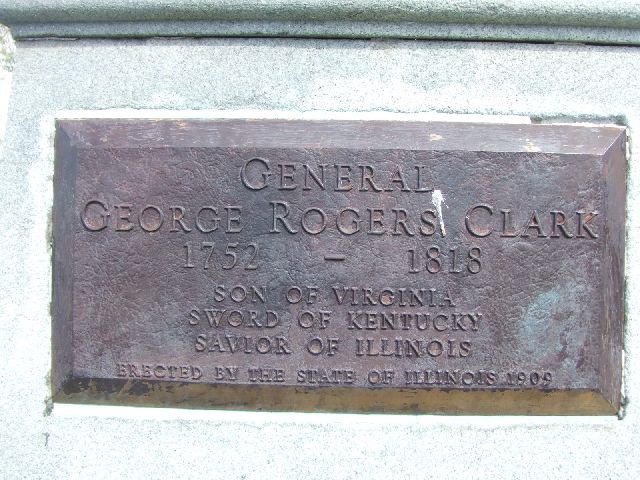 GENERAL
GEORGE ROGERS CLARK
1752 - 1818
SON OF VIRGINIA
SWORD OF KENTUCKY
SAVIOR OF ILLINOIS
ERECTED BY THE STATE OF ILLINOIS 1909